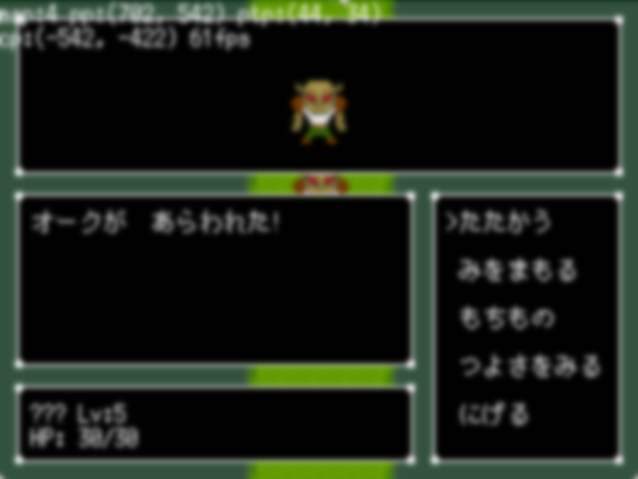 map:4 pp:(702, 542) ptp:(44, 34)
cp:(-542, -422) 61fps
オークが　あらわれた!
>たたかう
みをまもる
もちもの
つよさをみる
にげる
??? Lv:5
HP: 30/30